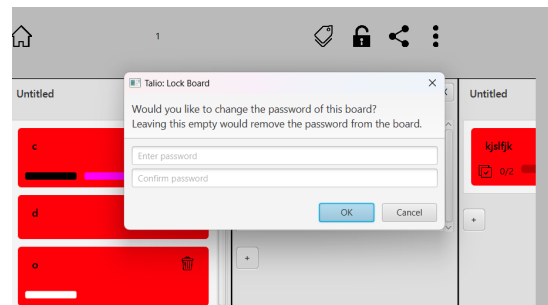 1
Talio: Lock Board
Untitled
Would you like to change the password of this board?
Leaving this empty would remove the password from the board.
Untitled
c
Enter password
Confirm password
kjslfjk
0/2
d
OK
Cancel
+
o
+